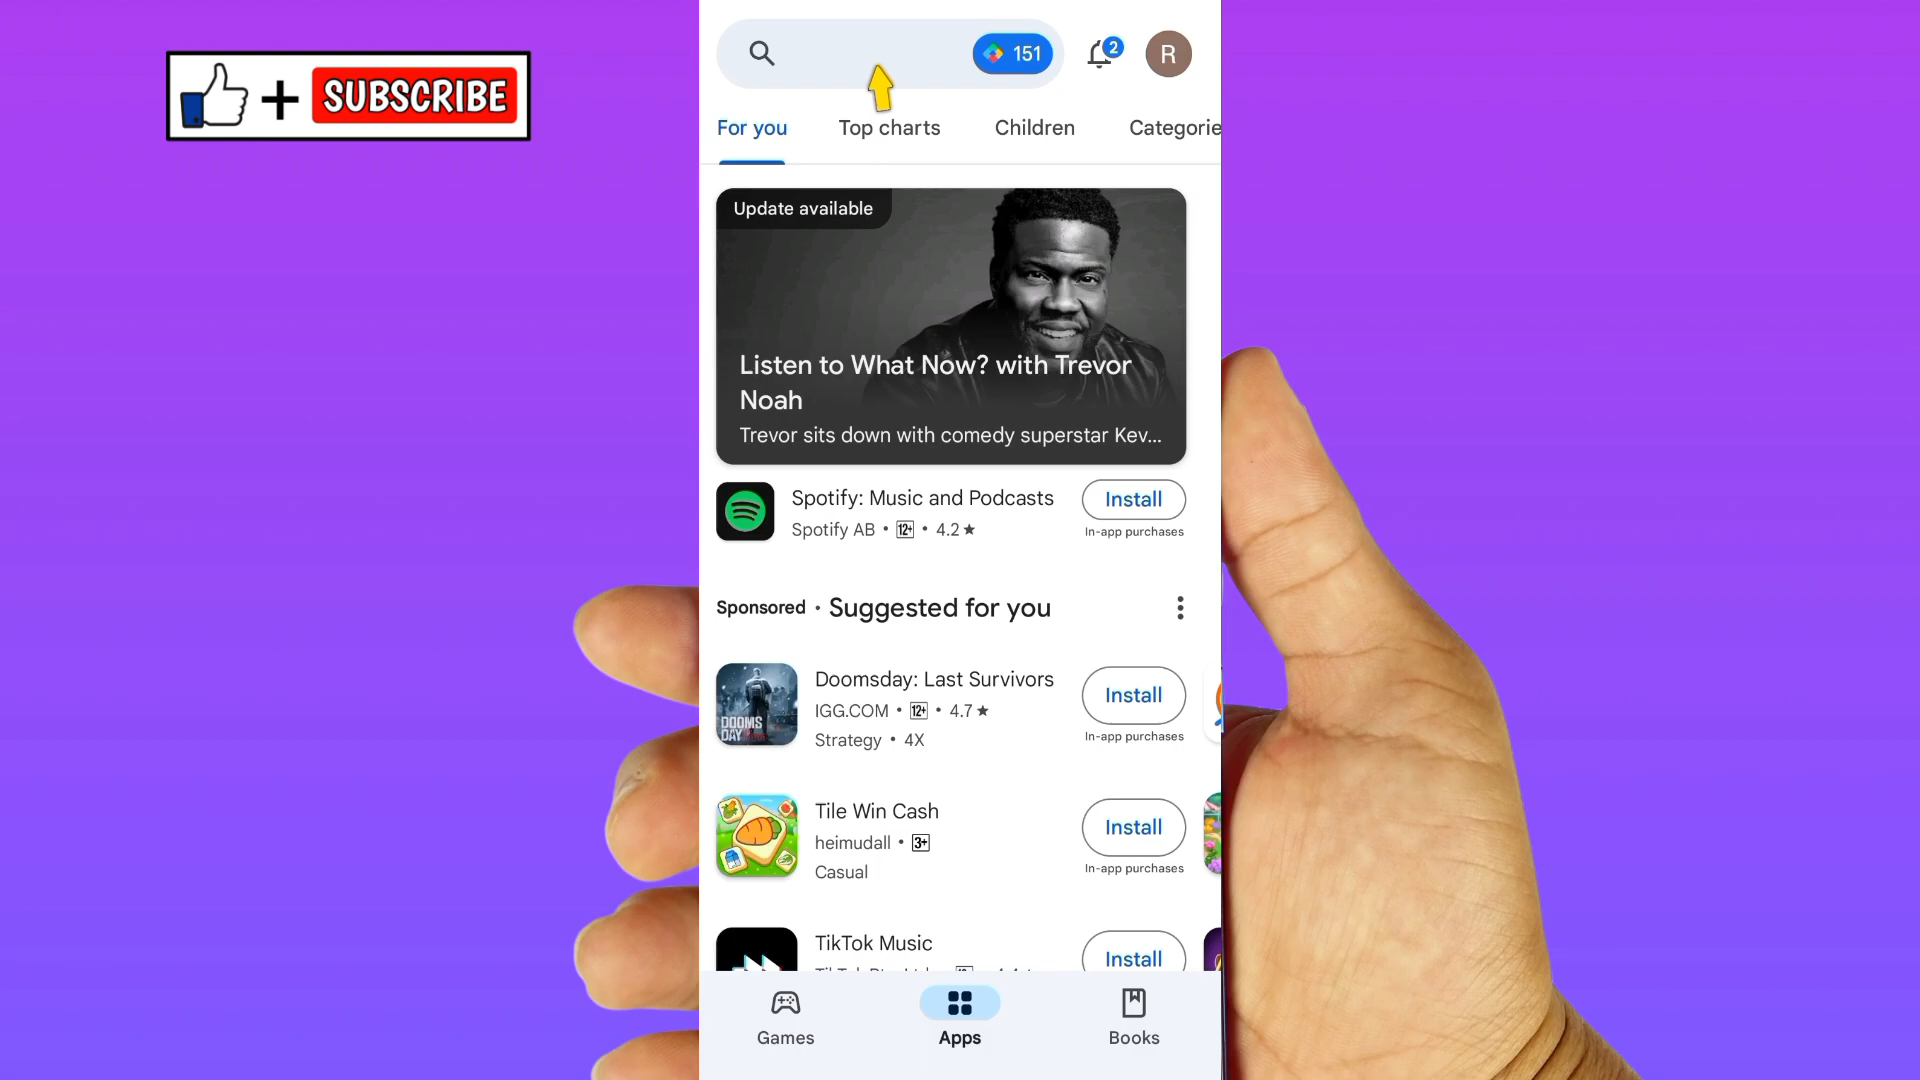 + SUBSCRIBE
151
2
R
For you
Top charts
Children
Categorie
Update available
Listen to What Now? with Trevor
Noah
Trevor sits down with comedy superstar Kev...
Spotify: Music and Podcasts
Install
Spotify AB • 12+ • 4.2 ★
In-app purchases
Sponsored • Suggested for you
Doomsday: Last Survivors
Install
IGG.COM • 12+ • 4.7 ★
In-app purchases
Strategy • 4X
DOOMS
DAY
Tile Win Cash
Install
heimudall • 3+
In-app purchases
Casual
TikTok Music
Install
Games
Apps
Books